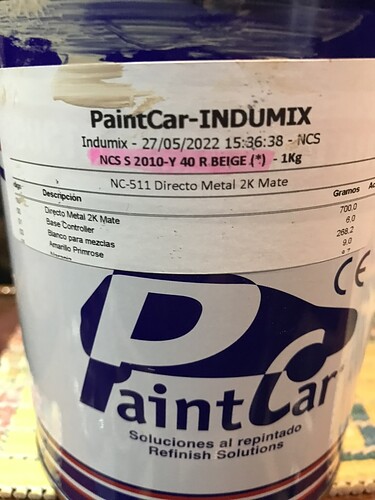 PaintCar-INDUMIX
Indumix - 27/05/2022 15:36:38 - NCS
NCS S 2010-Y 40 R BEIGE (*) - 1Kg
NC-511 Directo Metal 2K Mate
Descripción Gramos
Directo Metal 2K Mate 700.0
Base Controller 6.0
Blanco para mezclas 268.2
Amarillo Primrose 9.0
CE
PaintCar
Soluciones al repintado
Refinish Solutions